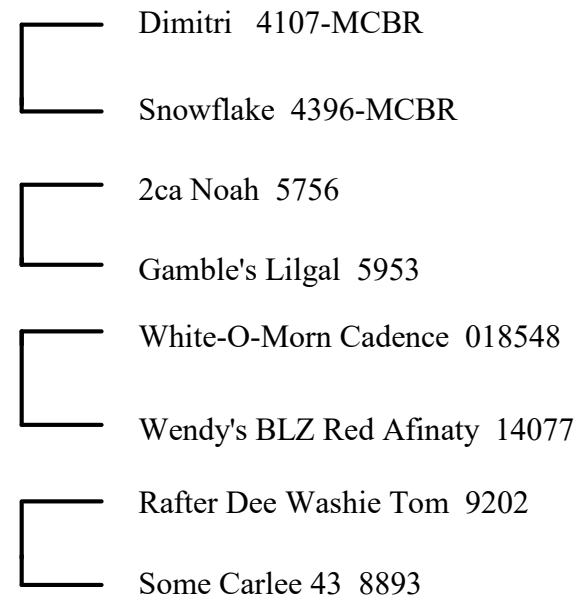 Dimitri 4107-MCBR
Snowflake 4396-MCBR
2ca Noah 5756
Gamble's Lilgal 5953
White-O-Morn Cadence 018548
Wendy's BLZ Red Afinaty 14077
Rafter Dee Washie Tom 9202
Some Carlee 43 8893